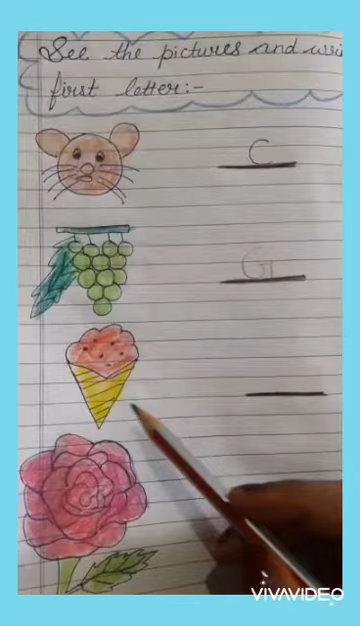 See the pictures and wri
first letter:-
C
G
VIVAVIDEO